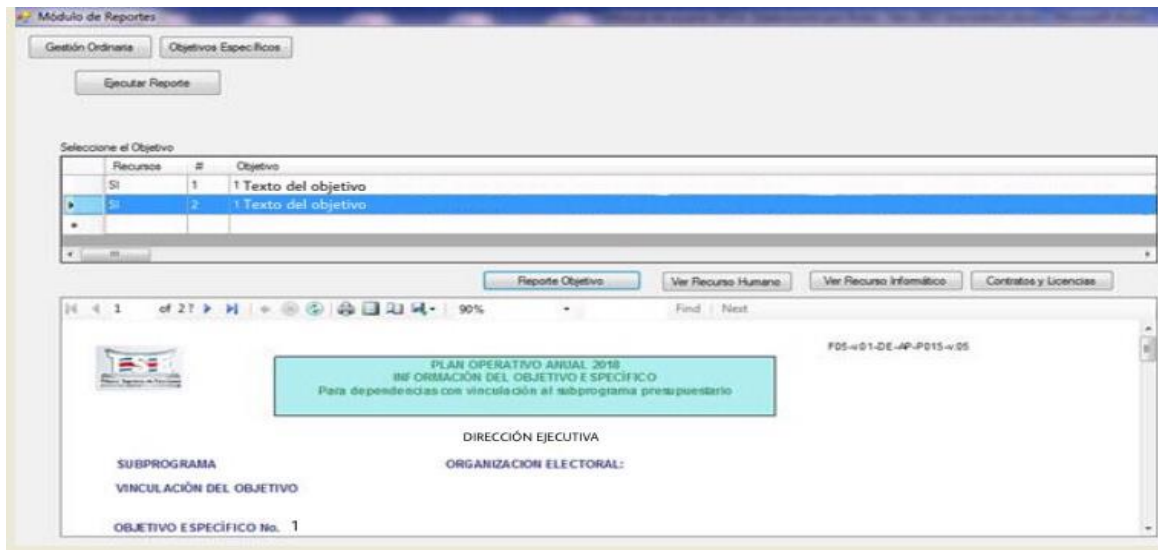 Módulo de Reportes
Gestión Ordinaria Objetivos Específicos
Ejecutar Reporte
Seleccione el Objetivo
Recursos # Objetivo
SI 1 1 Texto del objetivo
SI 2 1 Texto del objetivo
Reporte Objetivo Ver Recurso Humano Ver Recurso Informático Contratos y Licencias
1 of 2? 90% Find | Next
F05-v01-DE-AP-P015-v.05
TSE
PLAN OPERATIVO ANUAL 2018
INFORMACIÓN DEL OBJETIVO ESPECÍFICO
Para dependencias con vinculación al subprograma presupuestario
DIRECCIÓN EJECUTIVA
SUBPROGRAMA ORGANIZACION ELECTORAL:
VINCULACIÓN DEL OBJETIVO
OBJETIVO ESPECÍFICO No. 1